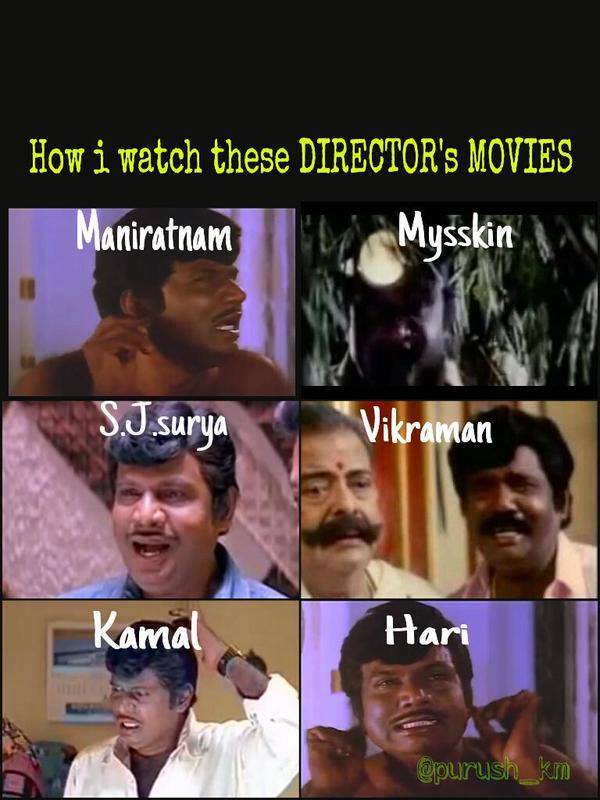 How i watch these DIRECTOR's MOVIES
Maniratnam
Mysskin
S.J.surya
Vikraman
Kamal
Hari
@purush_km